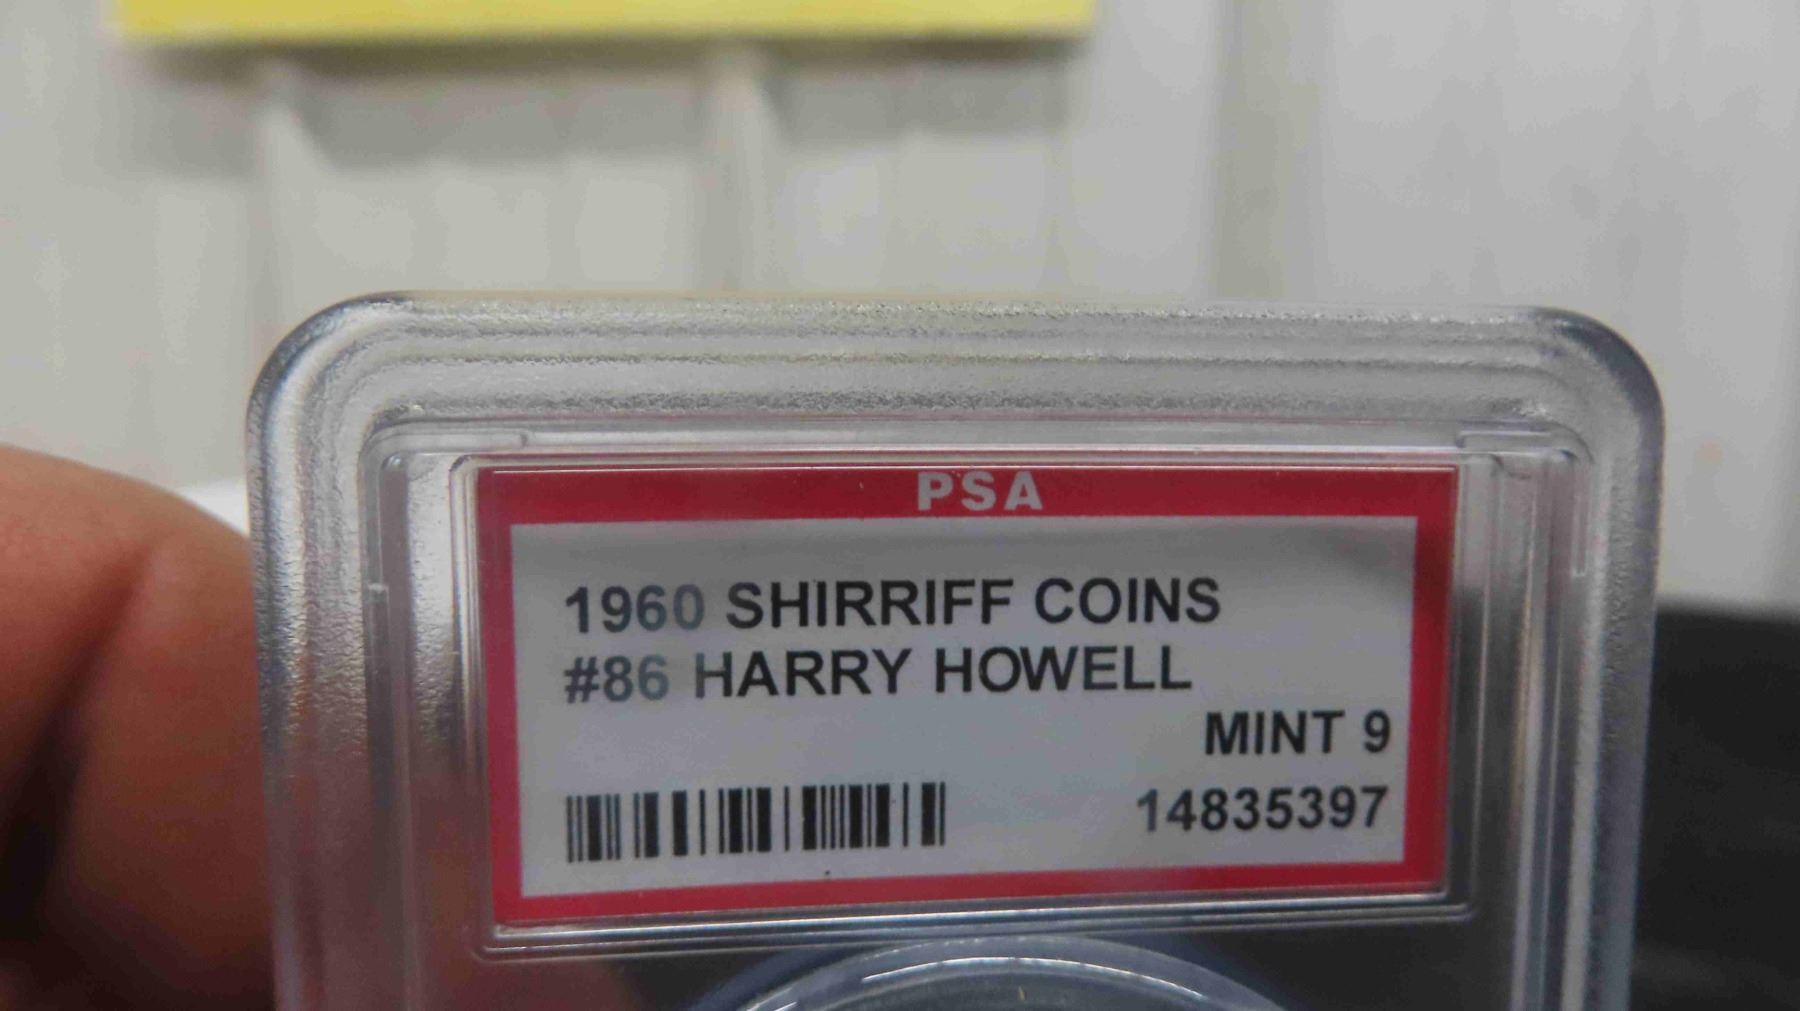 PSA
1960 SHIRRIFF COINS
#86 HARRY HOWELL
MINT 9
14835397